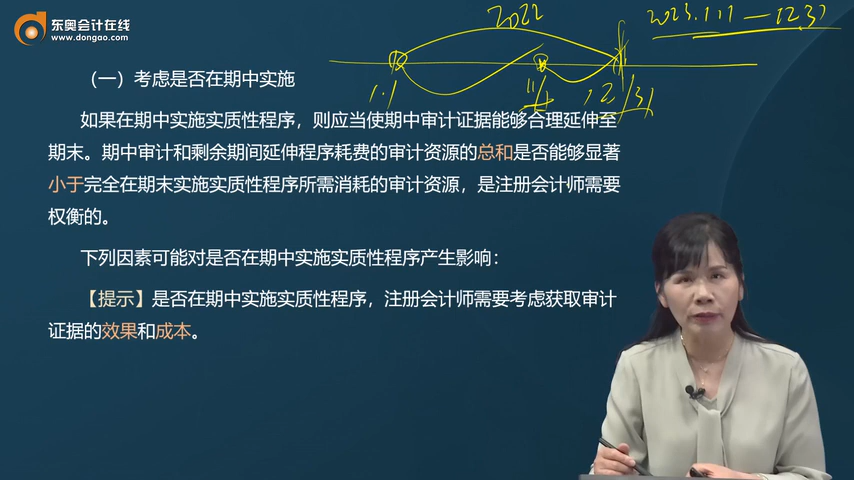 东奥会计在线
www.dongao.com
2022
2023.1.1—12.31
1.1
12/31
（一）考虑是否在期中实施
如果在期中实施实质性程序，则应当使期中审计证据能够合理延伸至
期末。期中审计和剩余期间延伸程序耗费的审计资源的总和是否能够显著
小于完全在期末实施实质性程序所需消耗的审计资源，是注册会计师需要
权衡的。
下列因素可能对是否在期中实施实质性程序产生影响：
【提示】是否在期中实施实质性程序，注册会计师需要考虑获取审计
证据的效果和成本。